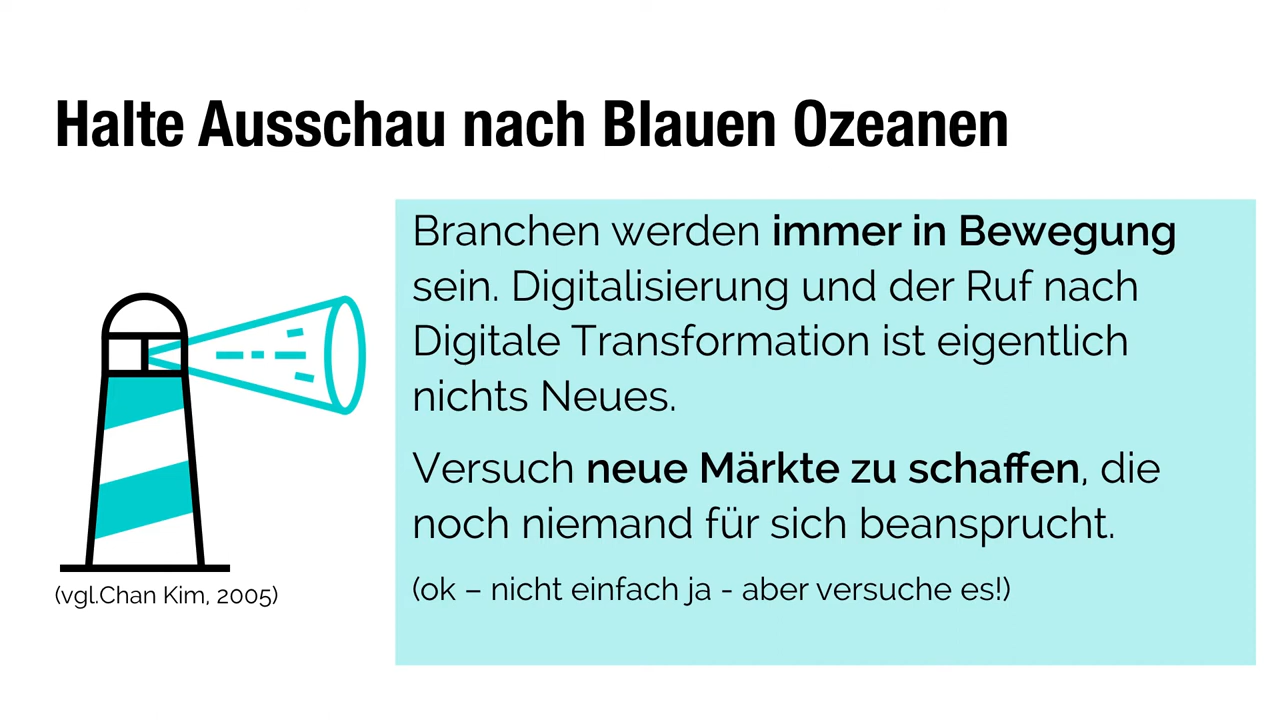 Halte Ausschau nach Blauen Ozeanen
Branchen werden immer in Bewegung
sein. Digitalisierung und der Ruf nach
Digitale Transformation ist eigentlich
nichts Neues.
Versuch neue Märkte zu schaffen, die
noch niemand für sich beansprucht.
(ok – nicht einfach ja - aber versuche es!)
(vgl.Chan Kim, 2005)